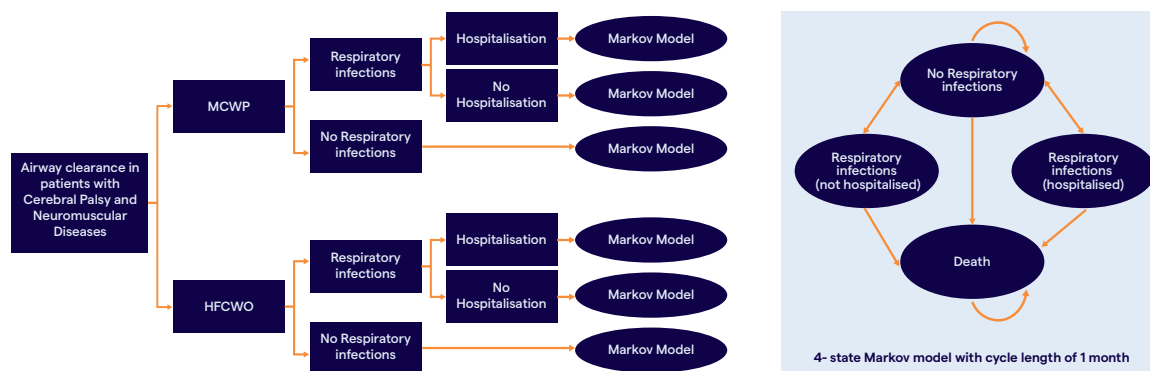 Airway clearance in
patients with
Cerebral Palsy and
Neuromuscular
Diseases
MCWP
Respiratory
infections
Hospitalisation
Markov Model
No
Hospitalisation
Markov Model
No Respiratory
infections
Markov Model
HFCWO
Respiratory
infections
Hospitalisation
Markov Model
No
Hospitalisation
Markov Model
No Respiratory
infections
Markov Model
No Respiratory
infections
Respiratory
infections
(not hospitalised)
Respiratory
infections
(hospitalised)
Death
4- state Markov model with cycle length of 1 month